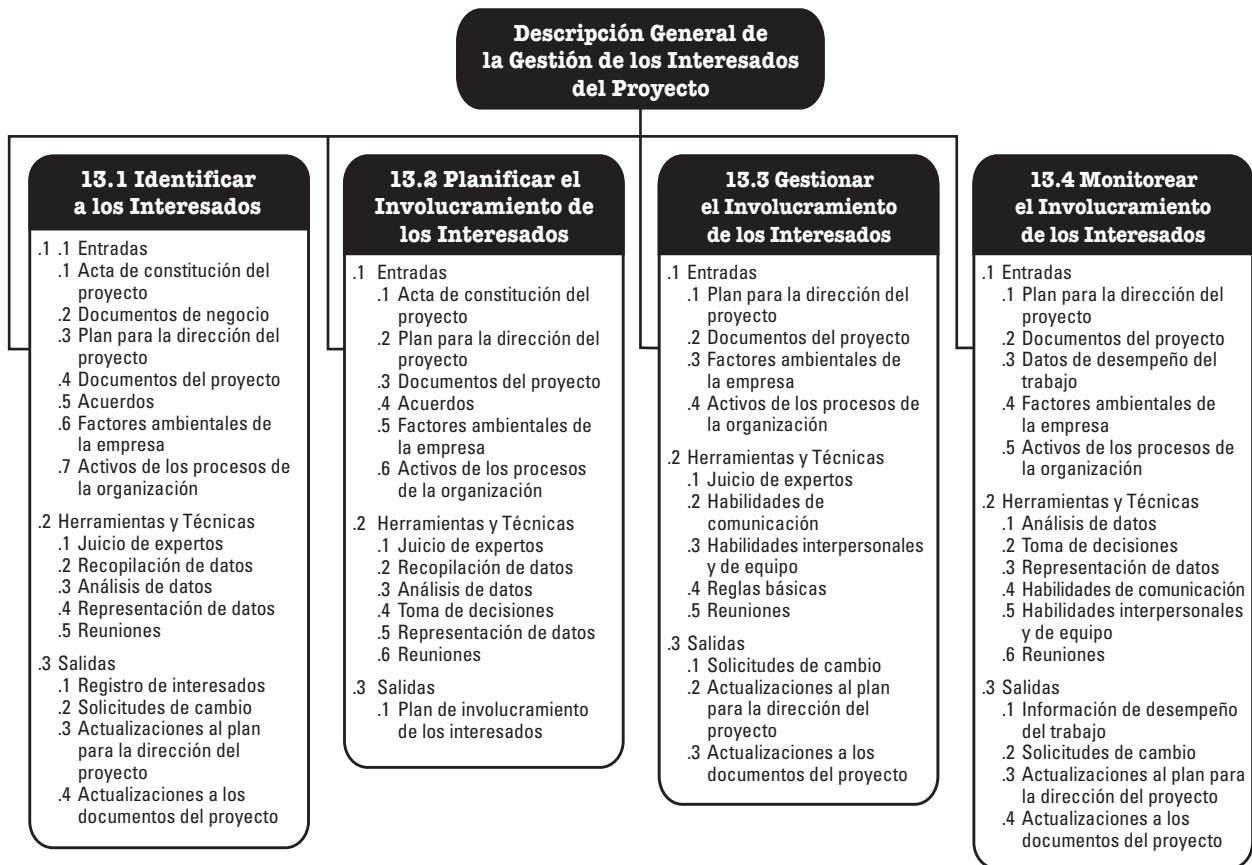 Descripción General de
la Gestión de los Interesados
del Proyecto
13.1 Identificar
a los Interesados
.1 .1 Entradas
.1 Acta de constitución del
proyecto
.2 Documentos de negocio
.3 Plan para la dirección del
proyecto
.4 Documentos del proyecto
.5 Acuerdos
.6 Factores ambientales de
la empresa
.7 Activos de los procesos de
la organización
.2 Herramientas y Técnicas
.1 Juicio de expertos
.2 Recopilación de datos
.3 Análisis de datos
.4 Representación de datos
.5 Reuniones
.3 Salidas
.1 Registro de interesados
.2 Solicitudes de cambio
.3 Actualizaciones al plan
para la dirección del
proyecto
.4 Actualizaciones a los
documentos del proyecto
13.2 Planificar el
Involucramiento de
los Interesados
.1 Entradas
.1 Acta de constitución del
proyecto
.2 Plan para la dirección del
proyecto
.3 Documentos del proyecto
.4 Acuerdos
.5 Factores ambientales de
la empresa
.6 Activos de los procesos
de la organización
.2 Herramientas y Técnicas
.1 Juicio de expertos
.2 Recopilación de datos
.3 Análisis de datos
.4 Toma de decisiones
.5 Representación de datos
.6 Reuniones
.3 Salidas
.1 Plan de involucramiento
de los interesados
13.3 Gestionar
el Involucramiento
de los Interesados
.1 Entradas
.1 Plan para la dirección del
proyecto
.2 Documentos del proyecto
.3 Factores ambientales de
la empresa
.4 Activos de los procesos de
la organización
.2 Herramientas y Técnicas
.1 Juicio de expertos
.2 Habilidades de
comunicación
.3 Habilidades interpersonales
y de equipo
.4 Reglas básicas
.5 Reuniones
.3 Salidas
.1 Solicitudes de cambio
.2 Actualizaciones al plan
para la dirección del
proyecto
.3 Actualizaciones a los
documentos del proyecto
13.4 Monitorear
el Involucramiento
de los Interesados
.1 Entradas
.1 Plan para la dirección del
proyecto
.2 Documentos del proyecto
.3 Datos de desempeño del
trabajo
.4 Factores ambientales de
la empresa
.5 Activos de los procesos de
la organización
.2 Herramientas y Técnicas
.1 Análisis de datos
.2 Toma de decisiones
.3 Representación de datos
.4 Habilidades de comunicación
.5 Habilidades interpersonales
y de equipo
.6 Reuniones
.3 Salidas
.1 Información de desempeño
del trabajo
.2 Solicitudes de cambio
.3 Actualizaciones al plan para
la dirección del proyecto
.4 Actualizaciones a los
documentos del proyecto